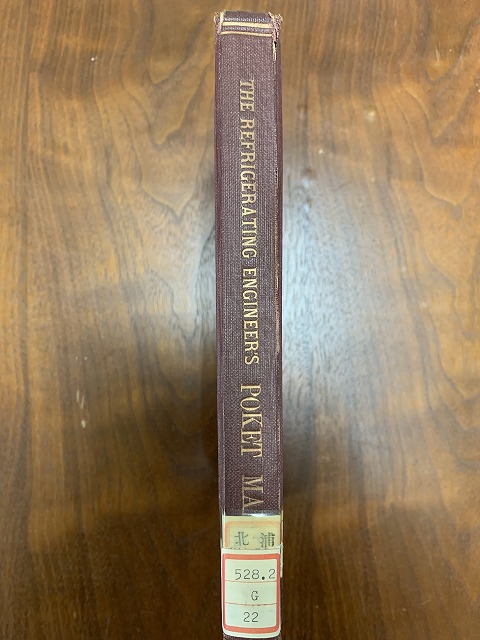 THE REFRIGERATING ENGINEER'S POKET MA
北浦
528.2
G
22